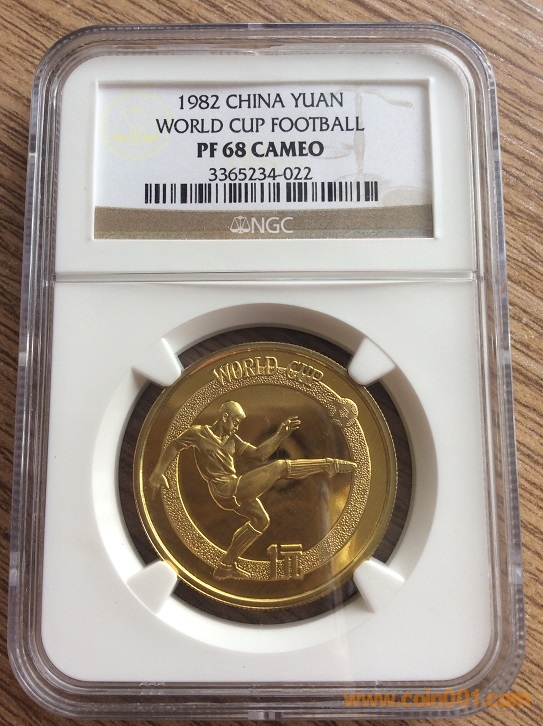 1982 CHINA YUAN
WORLD CUP FOOTBALL
PF 68 CAMEO
3365234-022
NGC
WORLD CUP
1元
www.coin001.com